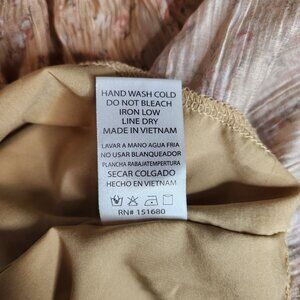 HAND WASH COLD
DO NOT BLEACH
IRON LOW
LINE DRY
MADE IN VIETNAM
LAVAR A MANO AGUA FRIA
NO USAR BLANQUEADOR
PLANCHA RABAJATEMPERTURA
SECAR COLGADO
HECHO EN VIETNAM
RN# 151680